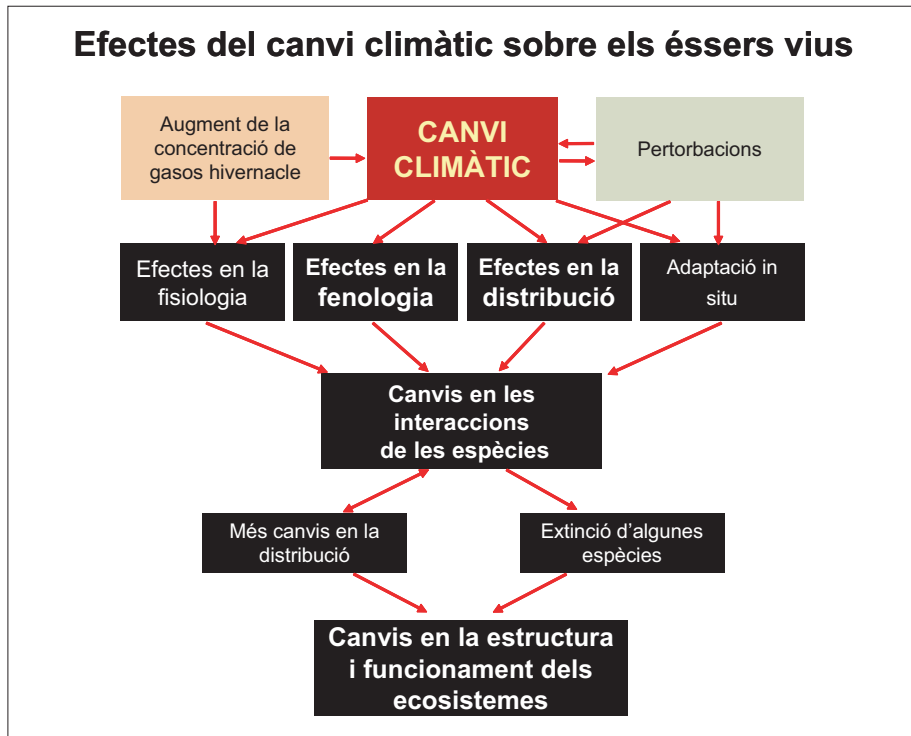 Efectes del canvi climàtic sobre els éssers vius
Augment de la
concentració de
gasos hivernacle
CANVI
CLIMÀTIC
Pertorbacions
Efectes en la
fisiologia
Efectes en la
fenologia
Efectes en la
distribució
Adaptació in
situ
Canvis en les
interaccions
de les espècies
Més canvis en la
distribució
Extinció d'algunes
espècies
Canvis en la estructura
i funcionament dels
ecosistemes